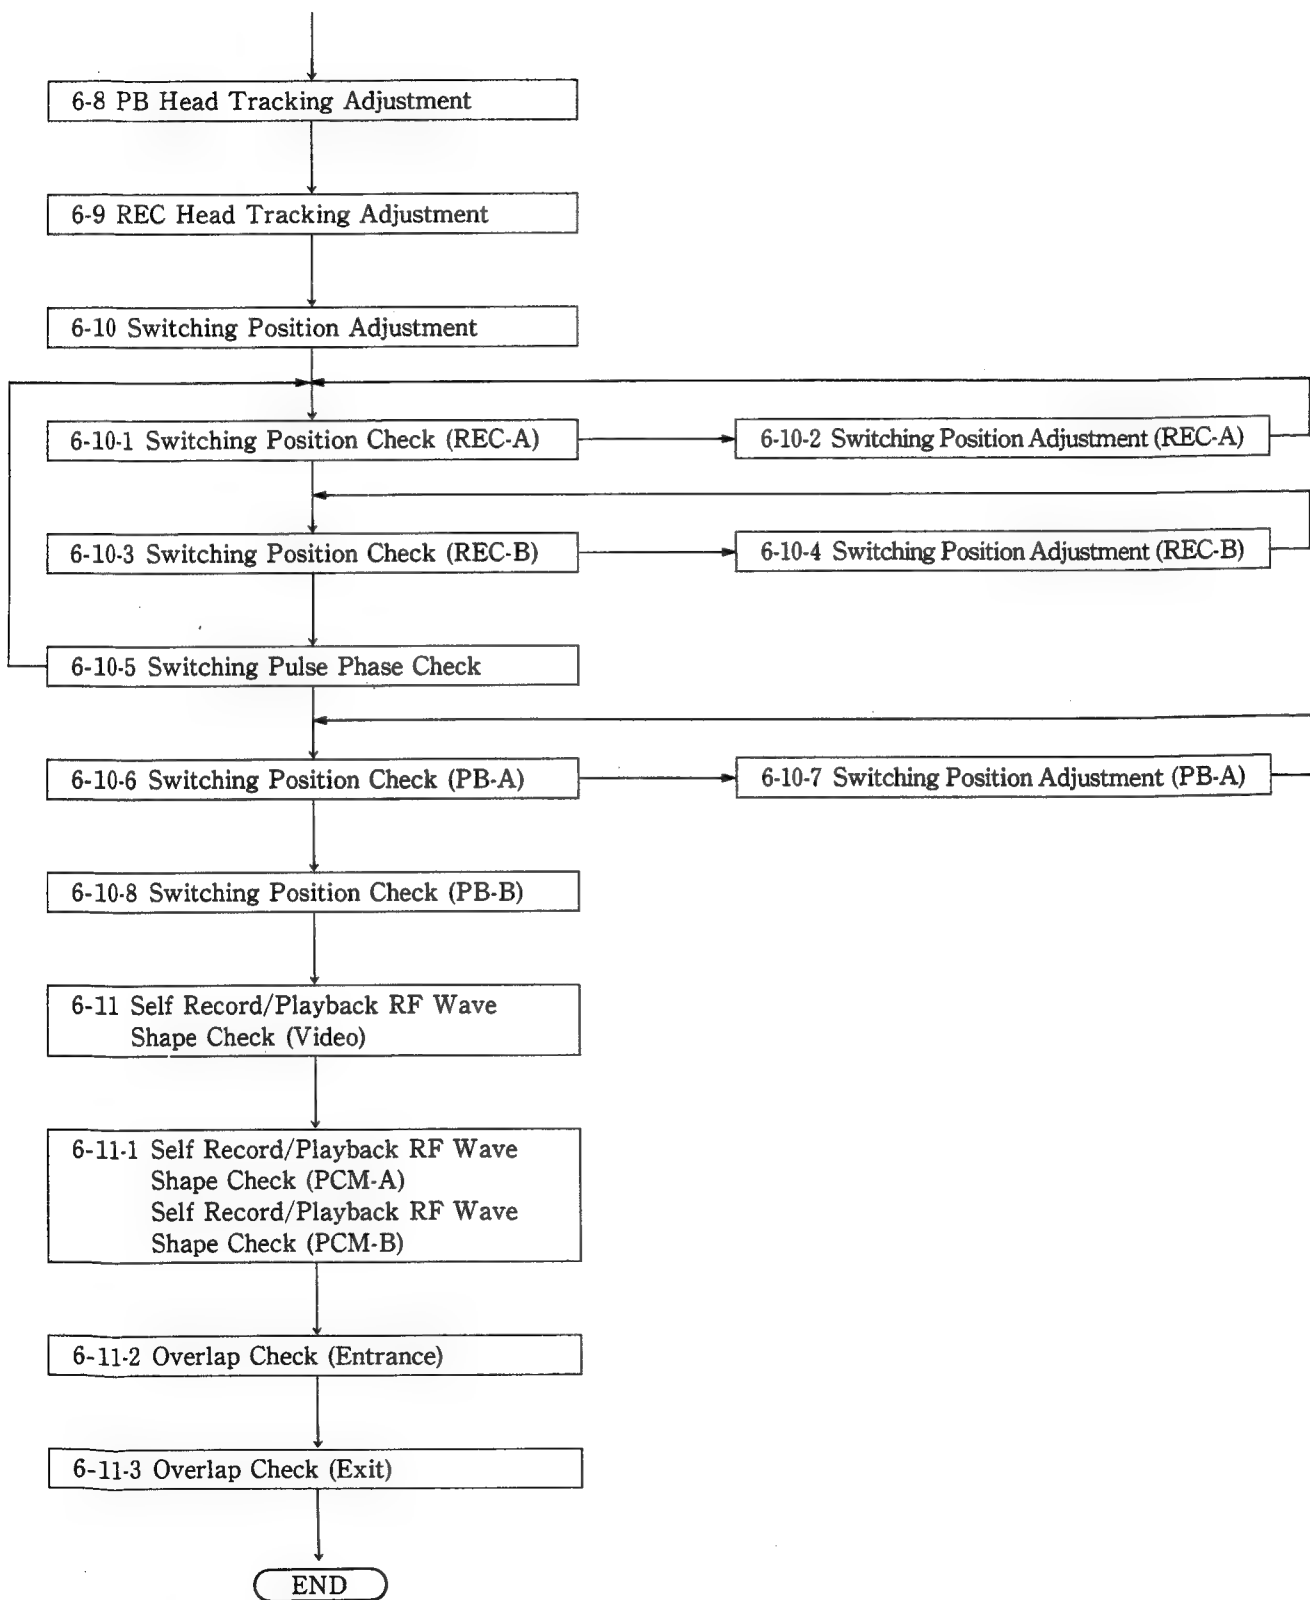 6-8 PB Head Tracking Adjustment
6-9 REC Head Tracking Adjustment
6-10 Switching Position Adjustment
6-10-1 Switching Position Check (REC-A)
6-10-2 Switching Position Adjustment (REC-A)
6-10-3 Switching Position Check (REC-B)
6-10-4 Switching Position Adjustment (REC-B)
6-10-5 Switching Pulse Phase Check
6-10-6 Switching Position Check (PB-A)
6-10-7 Switching Position Adjustment (PB-A)
6-10-8 Switching Position Check (PB-B)
6-11 Self Record/Playback RF Wave
Shape Check (Video)
6-11-1 Self Record/Playback RF Wave
Shape Check (PCM-A)
Self Record/Playback RF Wave
Shape Check (PCM-B)
6-11-2 Overlap Check (Entrance)
6-11-3 Overlap Check (Exit)
END